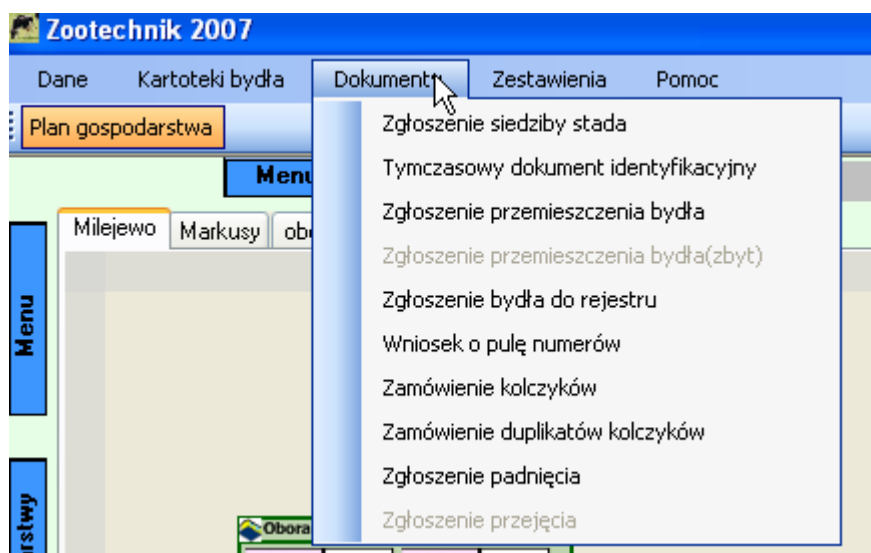 Zootechnik 2007
Dane Kartoteki bydła Dokumenty Zestawienia Pomoc
Plan gospodarstwa
Zgłoszenie siedziby stada
Tymczasowy dokument identyfikacyjny
Zgłoszenie przemieszczenia bydła
Zgłoszenie przemieszczenia bydła(zbyt)
Zgłoszenie bydła do rejestru
Wniosek o pulę numerów
Zamówienie kolczyków
Zamówienie duplikatów kolczyków
Zgłoszenie padnięcia
Zgłoszenie przejęcia
Menu
Milejewo Markusy
Menu
Obora